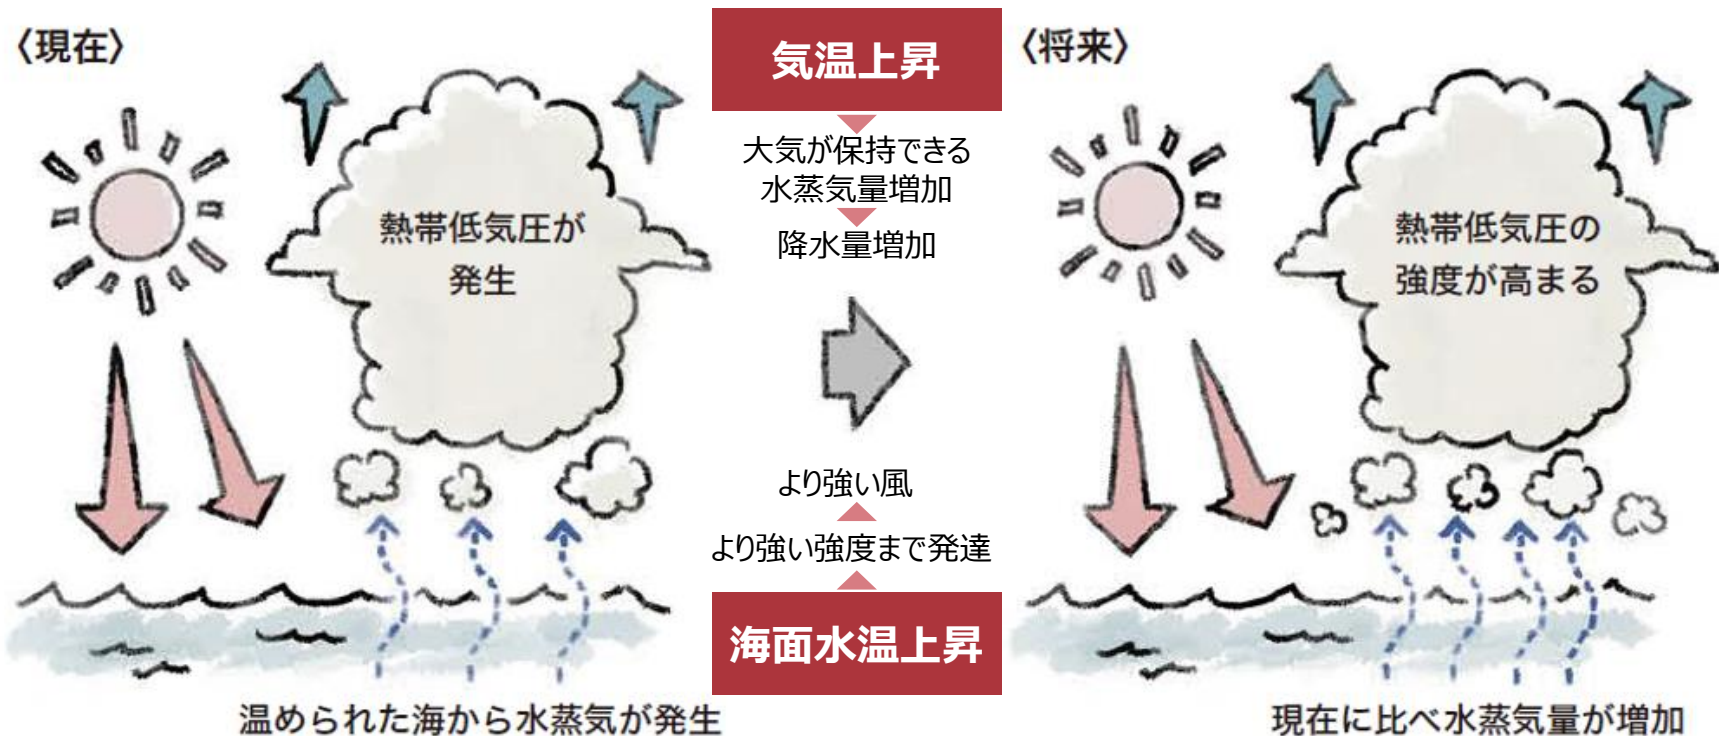 〈現在〉
熱帯低気圧が
発生
温められた海から水蒸気が発生
気温上昇
大気が保持できる
水蒸気量増加
降水量増加
より強い風
より強い強度まで発達
海面水温上昇
〈将来〉
熱帯低気圧の
強度が高まる
現在に比べ水蒸気量が増加